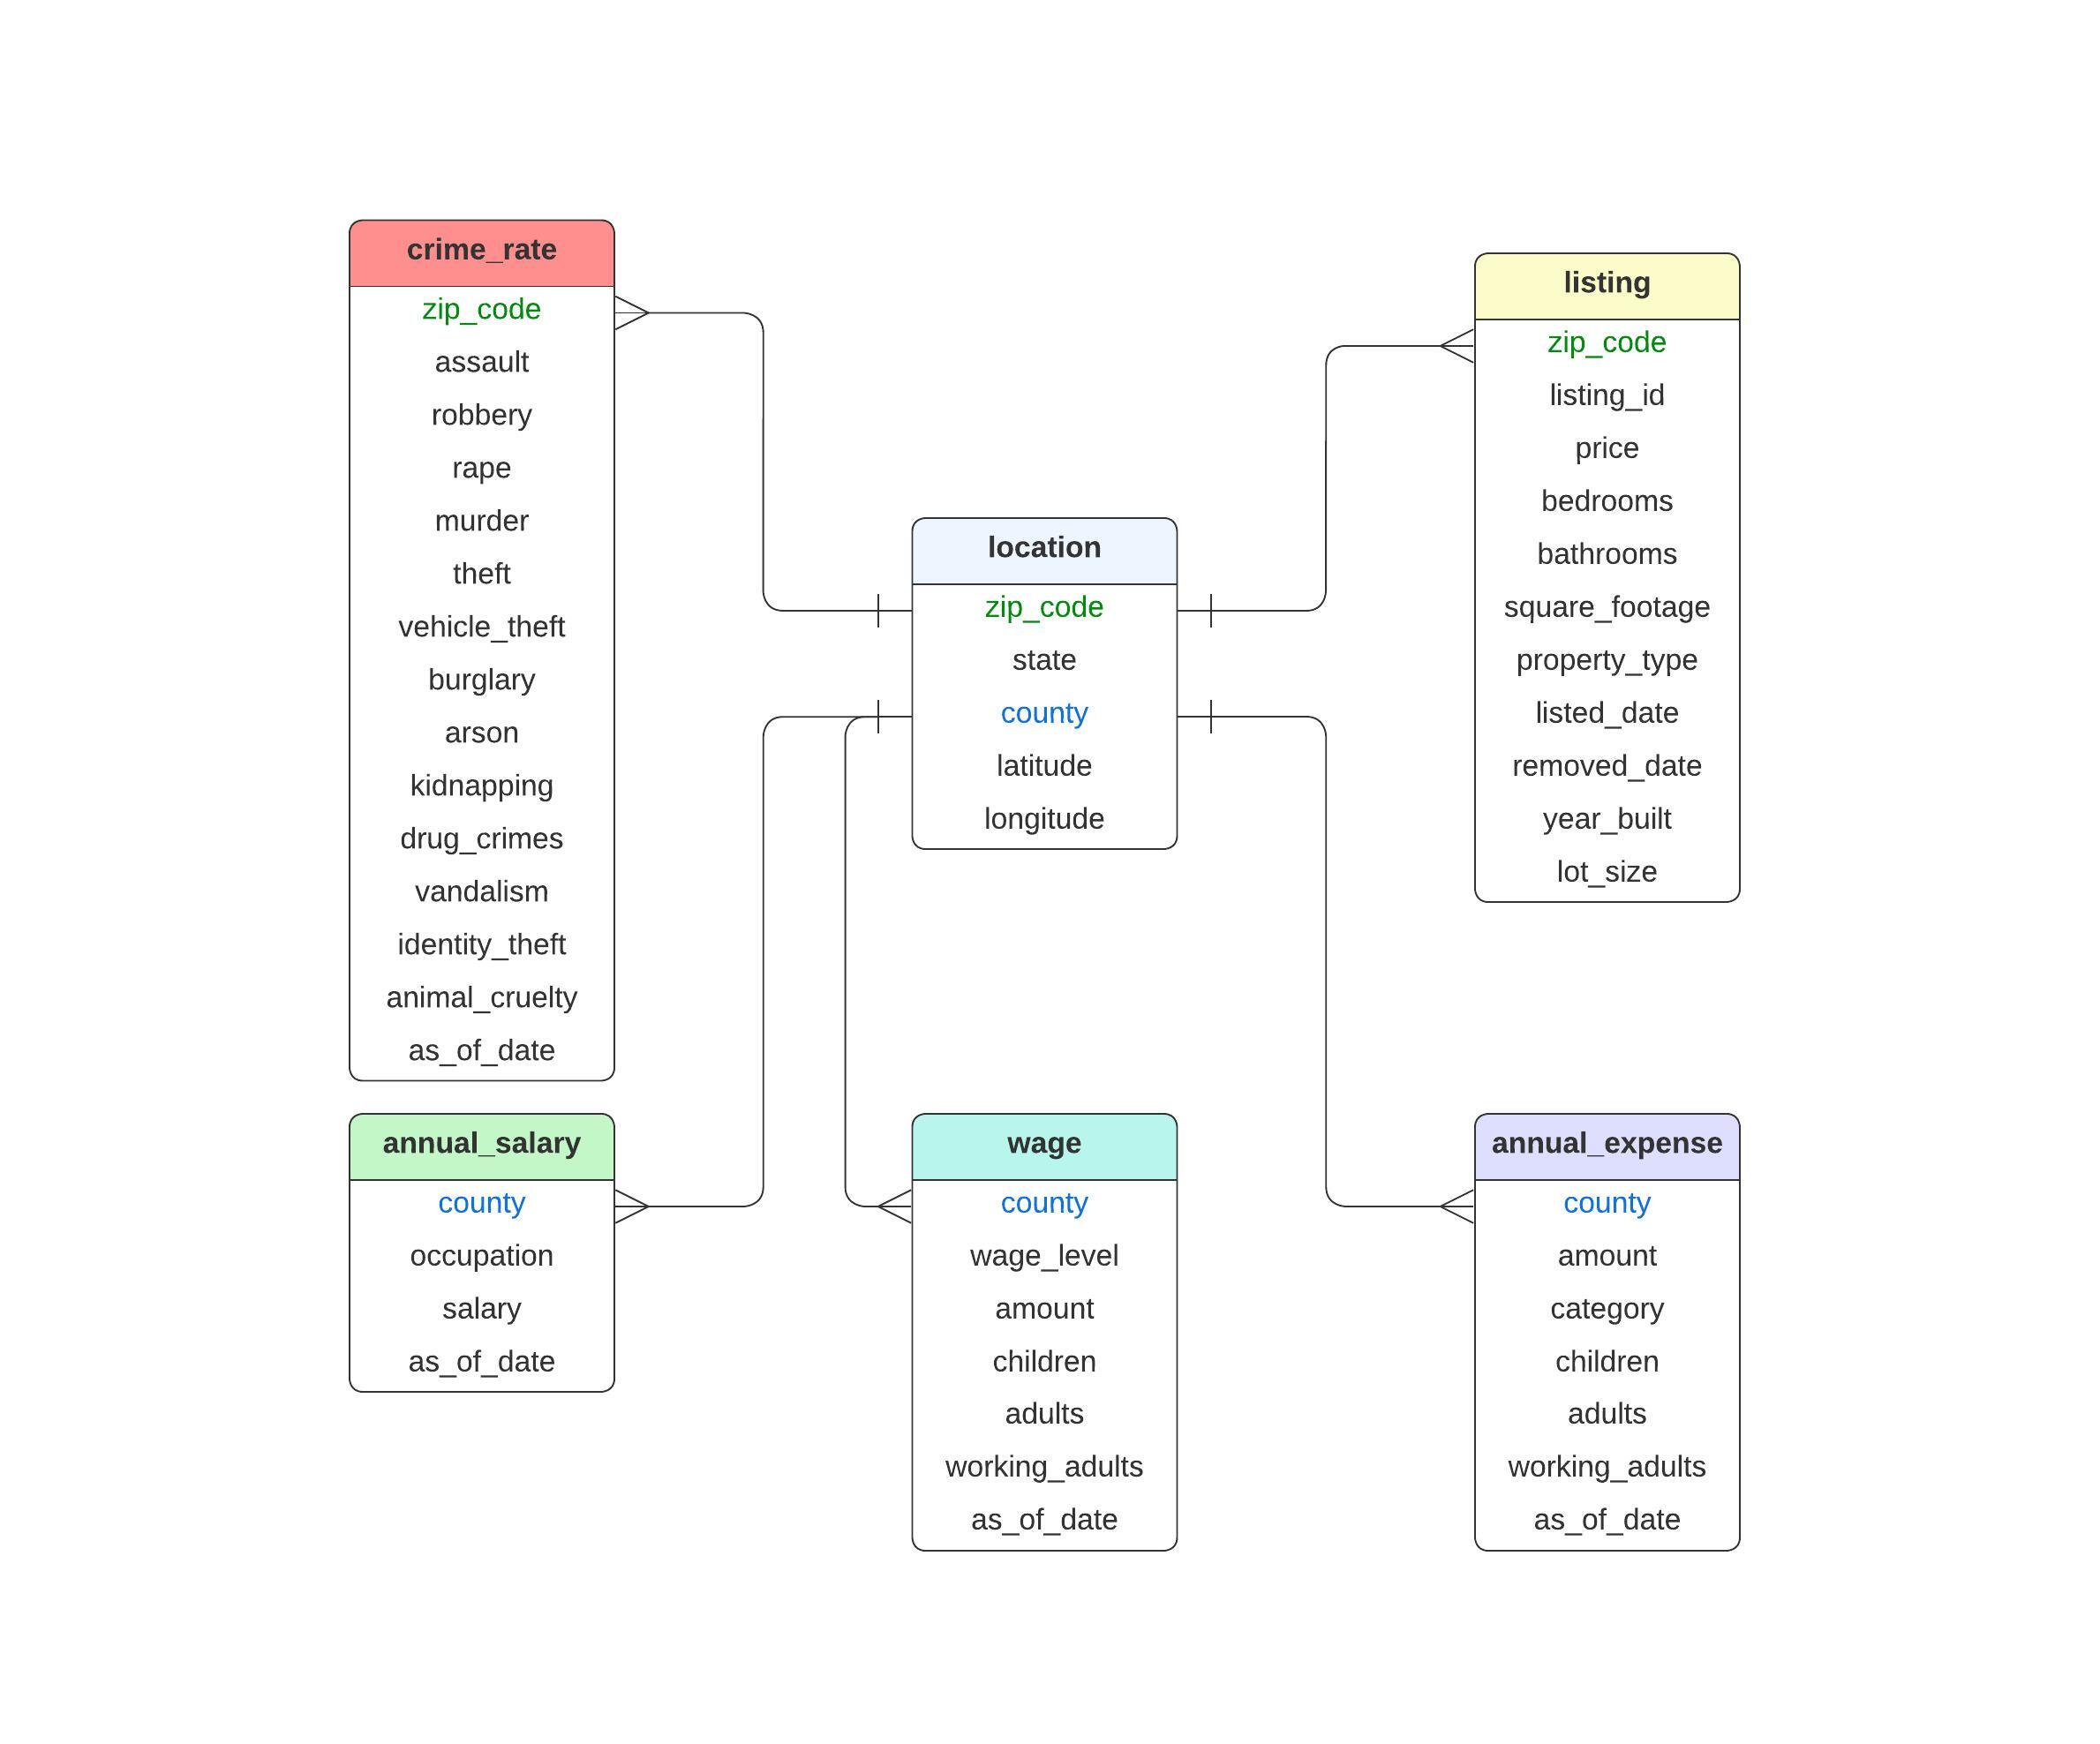 crime_rate
zip_code
assault
robbery
rape
murder
theft
vehicle_theft
burglary
arson
kidnapping
drug_crimes
vandalism
identity_theft
animal_cruelty
as_of_date
listing
zip_code
listing_id
price
bedrooms
bathrooms
square_footage
property_type
listed_date
removed_date
year_built
lot_size
location
zip_code
state
county
latitude
longitude
annual_salary
county
occupation
salary
as_of_date
wage
county
wage_level
amount
children
adults
working_adults
as_of_date
annual_expense
county
amount
category
children
adults
working_adults
as_of_date